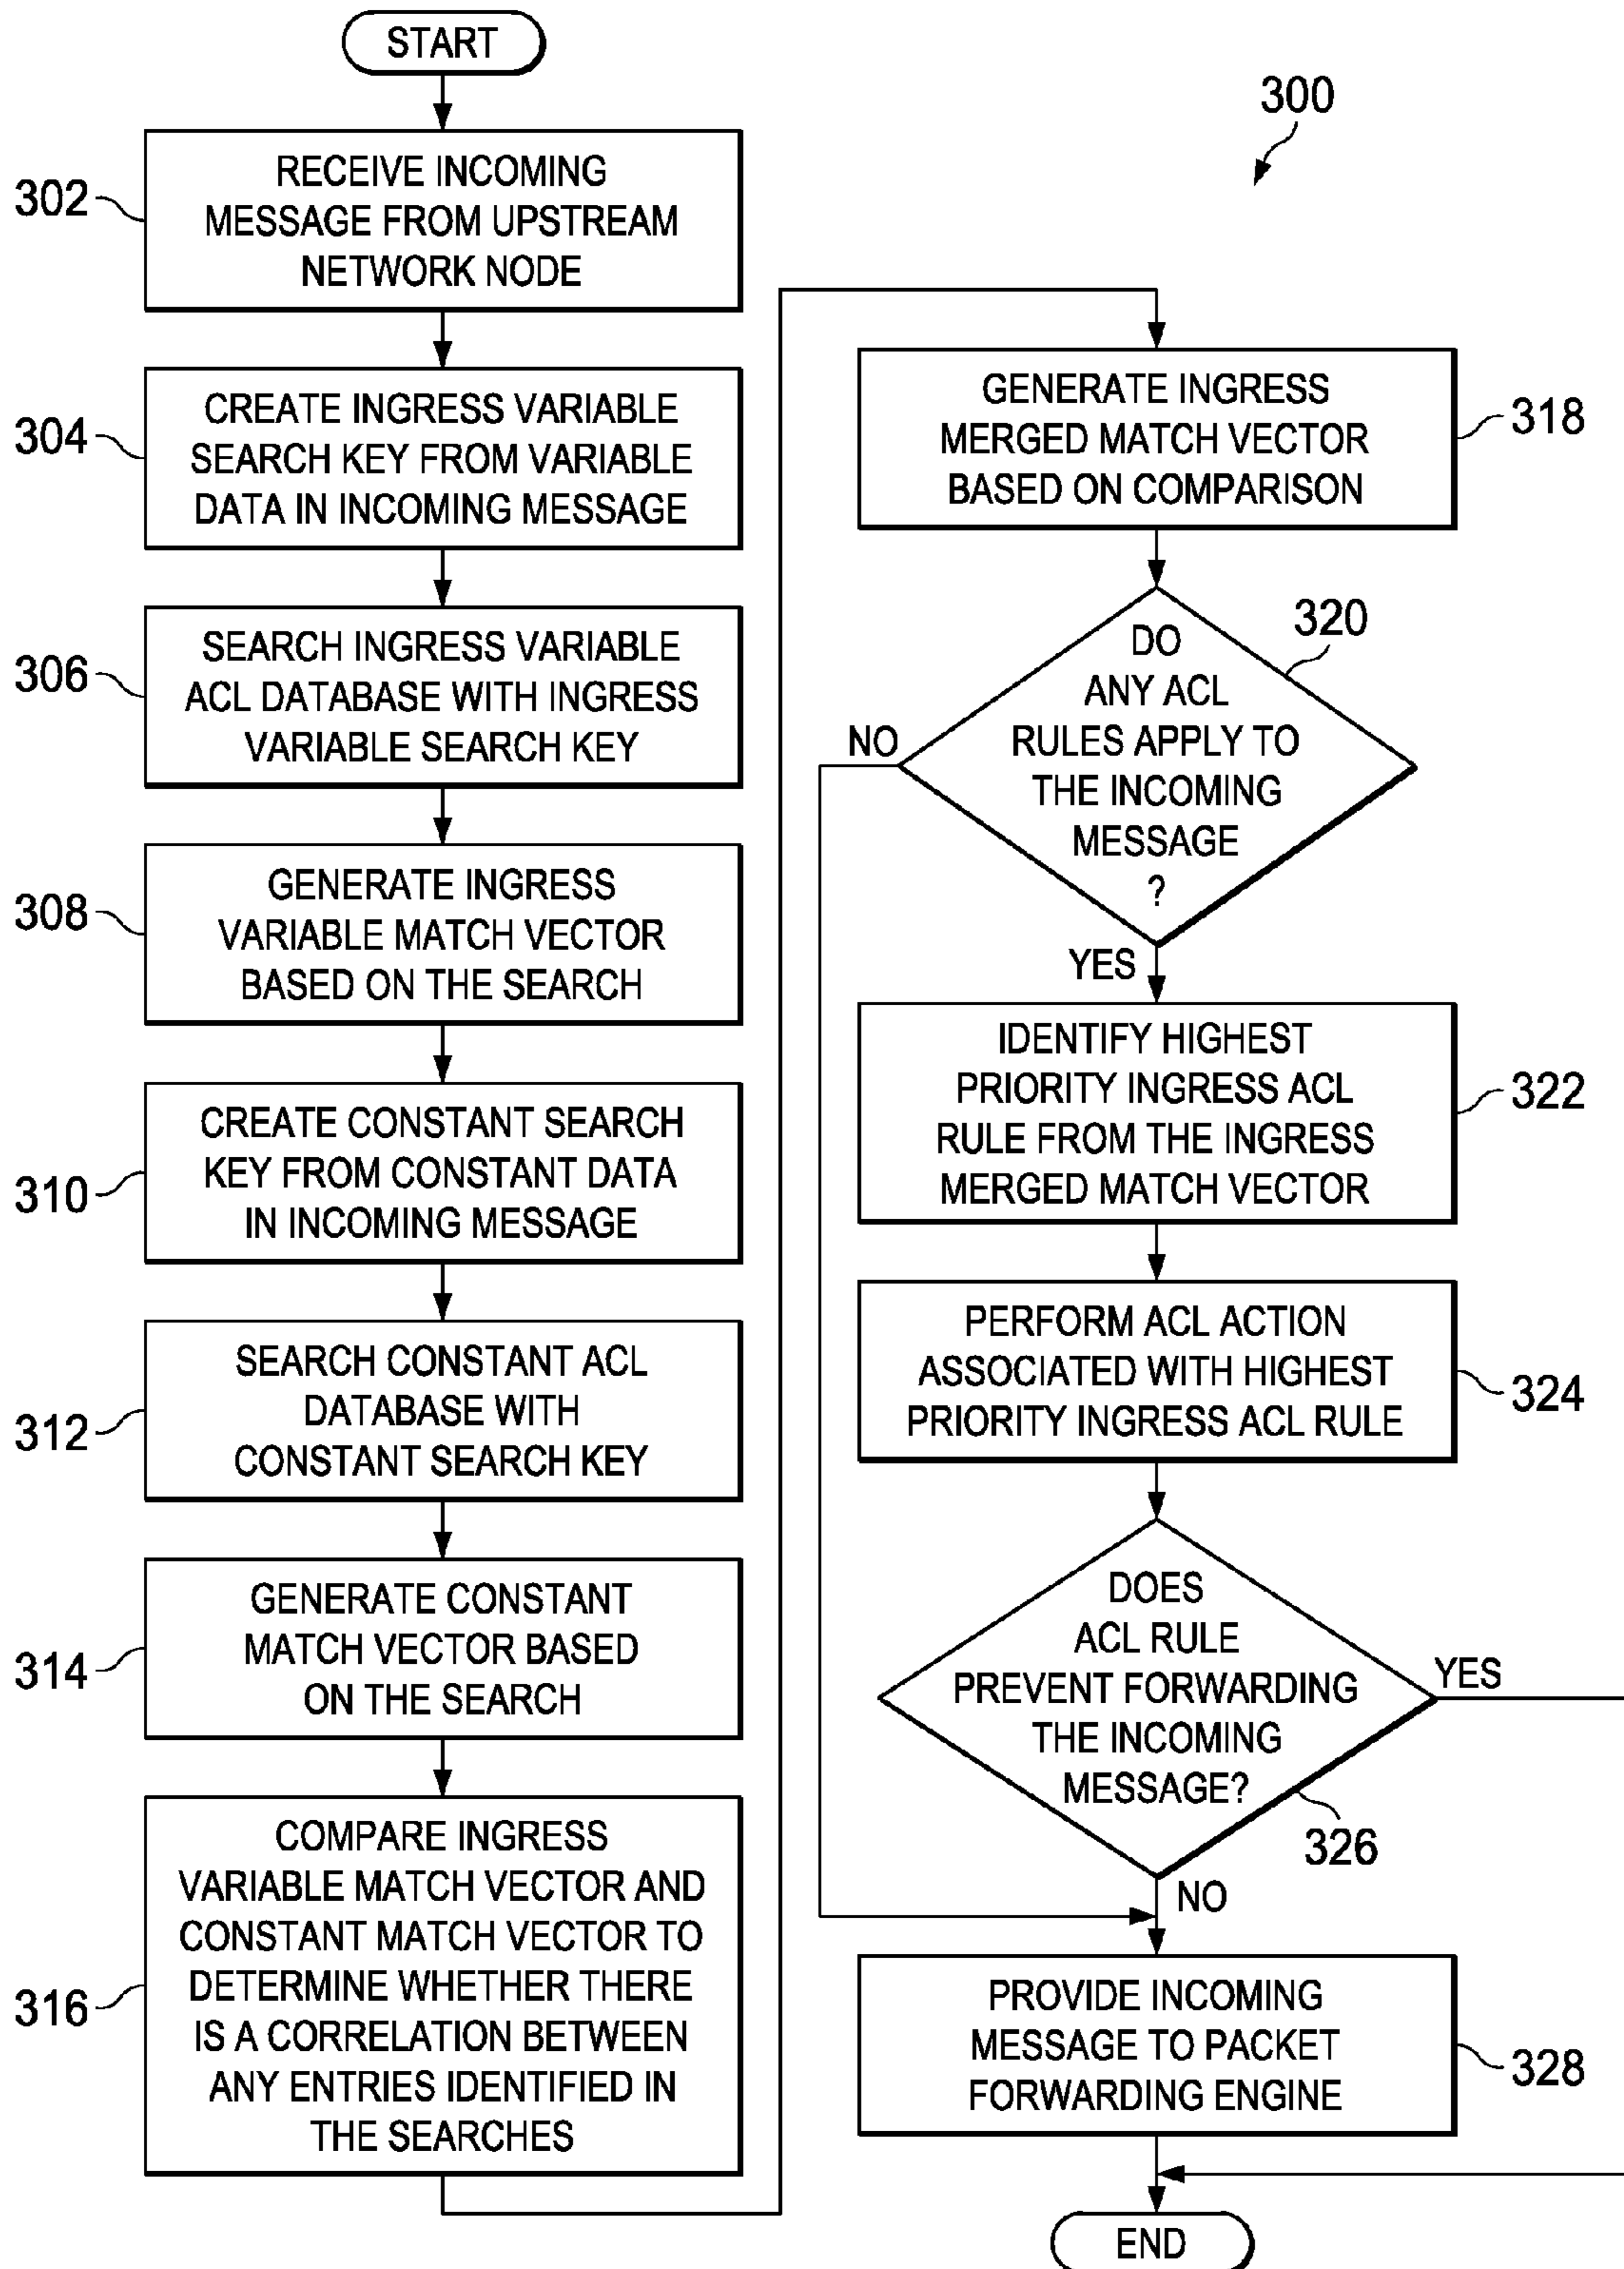 START
302
RECEIVE INCOMING
MESSAGE FROM UPSTREAM
NETWORK NODE
304
CREATE INGRESS VARIABLE
SEARCH KEY FROM VARIABLE
DATA IN INCOMING MESSAGE
306
SEARCH INGRESS VARIABLE
ACL DATABASE WITH INGRESS
VARIABLE SEARCH KEY
308
GENERATE INGRESS
VARIABLE MATCH VECTOR
BASED ON THE SEARCH
310
CREATE CONSTANT SEARCH
KEY FROM CONSTANT DATA
IN INCOMING MESSAGE
312
SEARCH CONSTANT ACL
DATABASE WITH
CONSTANT SEARCH KEY
314
GENERATE CONSTANT
MATCH VECTOR BASED
ON THE SEARCH
316
COMPARE INGRESS
VARIABLE MATCH VECTOR AND
CONSTANT MATCH VECTOR TO
DETERMINE WHETHER THERE
IS A CORRELATION BETWEEN
ANY ENTRIES IDENTIFIED IN
THE SEARCHES
300
GENERATE INGRESS
MERGED MATCH VECTOR
BASED ON COMPARISON
318
DO
ANY ACL
RULES APPLY TO
THE INCOMING
MESSAGE
?
320
NO
YES
IDENTIFY HIGHEST
PRIORITY INGRESS ACL
RULE FROM THE INGRESS
MERGED MATCH VECTOR
322
PERFORM ACL ACTION
ASSOCIATED WITH HIGHEST
PRIORITY INGRESS ACL RULE
324
DOES
ACL RULE
PREVENT FORWARDING
THE INCOMING
MESSAGE?
YES
326
NO
PROVIDE INCOMING
MESSAGE TO PACKET
FORWARDING ENGINE
328
END